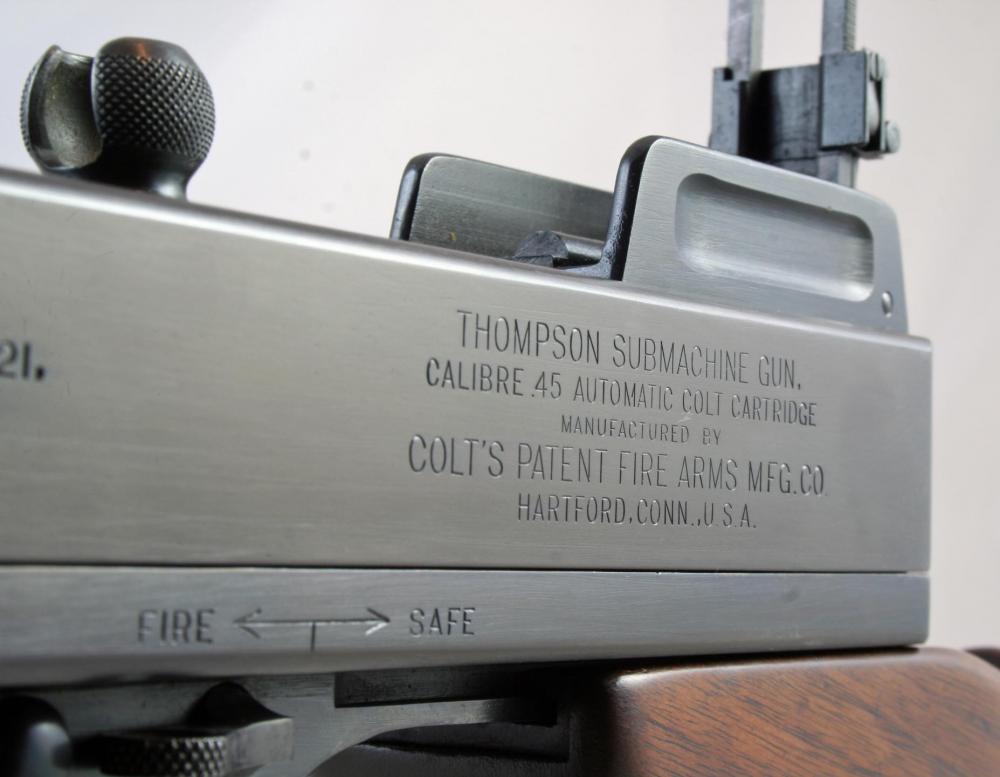 21.
THOMPSON SUBMACHINE GUN,
CALIBRE .45 AUTOMATIC COLT CARTRIDGE
MANUFACTURED BY
COLT'S PATENT FIRE ARMS MFG.CO.
HARTFORD,CONN.,U.S.A.
FIRE SAFE